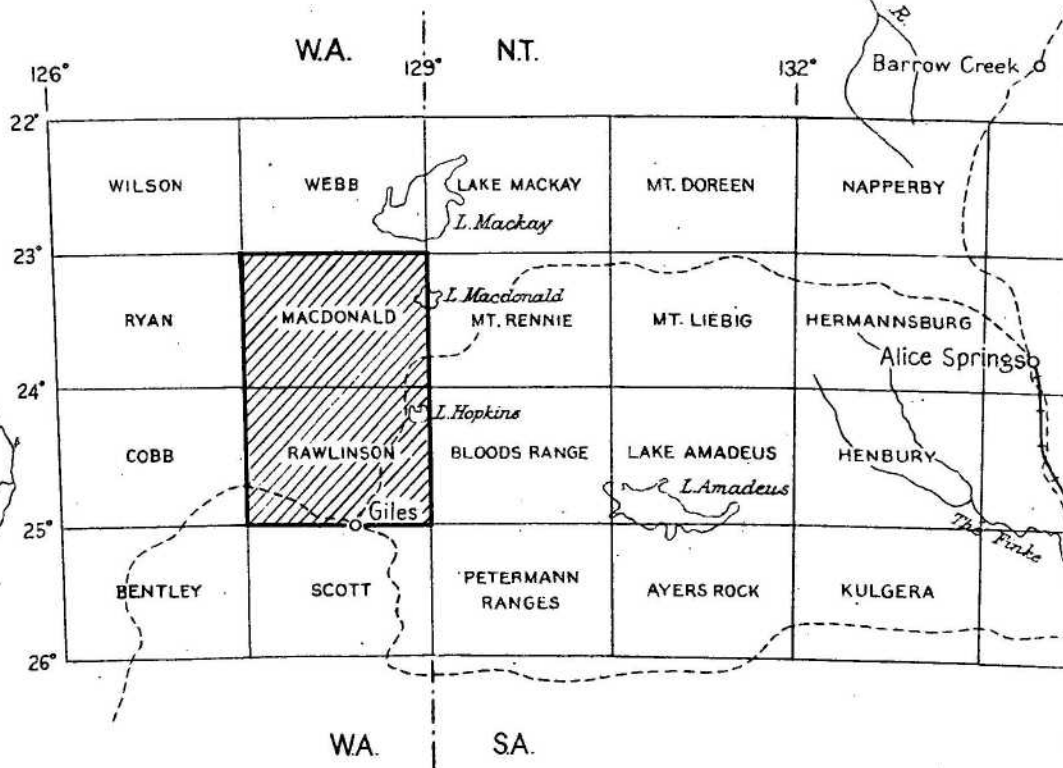 R.
W.A. N.T.
Barrow Creek
126° 129° 132°
22°
WILSON WEBB LAKE MACKAY MT. DOREEN NAPPERBY
L. Mackay
23°
L. Macdonald
RYAN MACDONALD MT. RENNIE MT. LIEBIG HERMANNSBURG
Alice Springs
24°
L. Hopkins
COBB RAWLINSON BLOODS RANGE LAKE AMADEUS HENBURY
L. Amadeus
Giles
25°
The Finke
BENTLEY SCOTT PETERMANN RANGES AYERS ROCK KULGERA
26°
W.A. S.A.